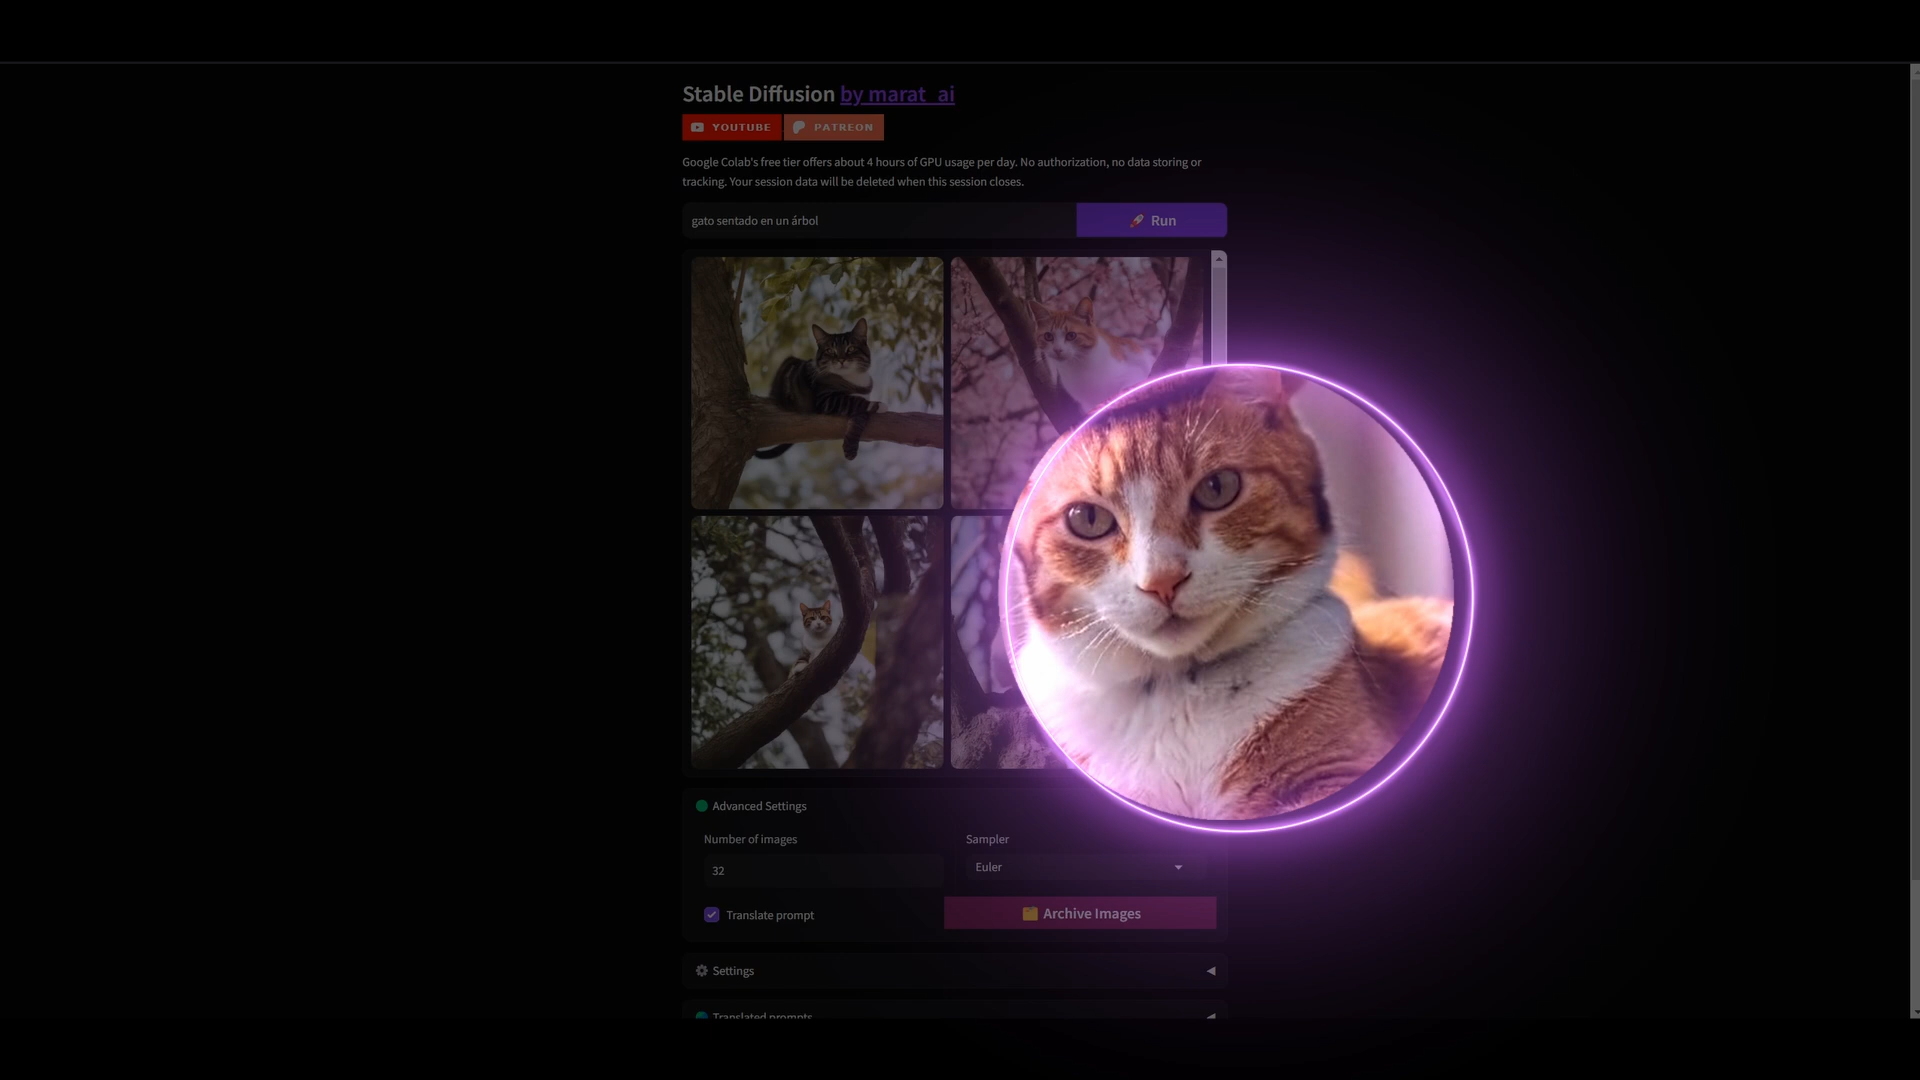 Stable Diffusion by marat_ai
YOUTUBE PATREON
Google Colab's free tier offers about 4 hours of GPU usage per day. No authorization, no data storing or
tracking. Your session data will be deleted when this session closes.
gato sentado en un árbol
Run
Advanced Settings
Number of images
Sampler
32
Euler
Translate prompt
Archive Images
Settings
Translated prompts